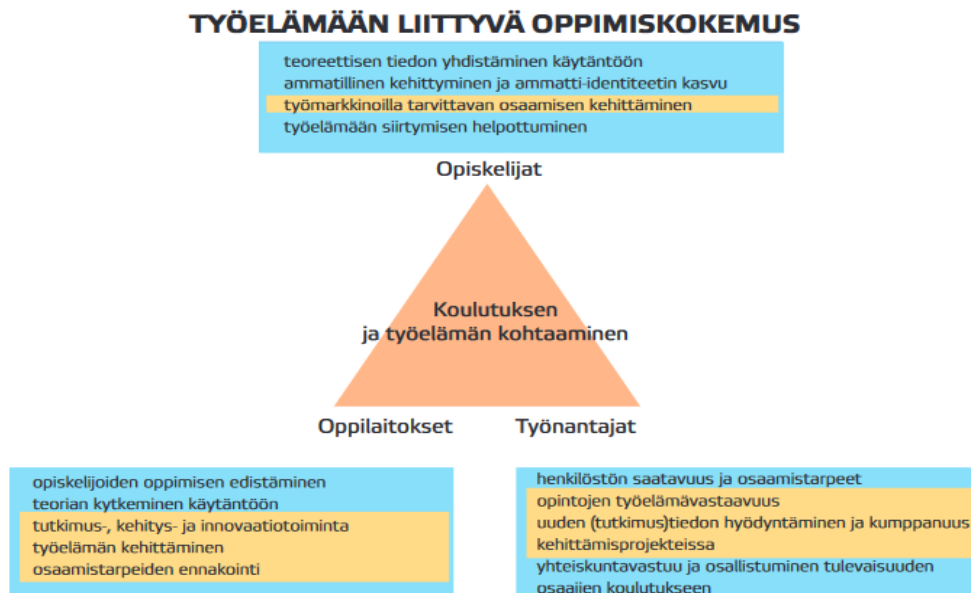 TYÖELÄMÄÄN LIITTYVÄ OPPIMISKOKEMUS
teoreettisen tiedon yhdistäminen käytäntöön
ammatillinen kehittyminen ja ammatti-identiteetin kasvu
työmarkkinoilla tarvittavan osaamisen kehittäminen
työelämään siirtymisen helpottuminen
Opiskelijat
Koulutuksen
ja työelämän kohtaaminen
Oppilaitokset
Työnantajat
opiskelijoiden oppimisen edistäminen
teorian kytkeminen käytäntöön
tutkimus-, kehitys- ja innovaatiotoiminta
työelämän kehittäminen
osaamistarpeiden ennakointi
henkilöstön saatavuus ja osaamistarpeet
opintojen työelämävastaavuus
uuden (tutkimus)tiedon hyödyntäminen ja kumppanuus
kehittämisprojekteissa
yhteiskuntavastuu ja osallistuminen tulevaisuuden
osaajien koulutukseen